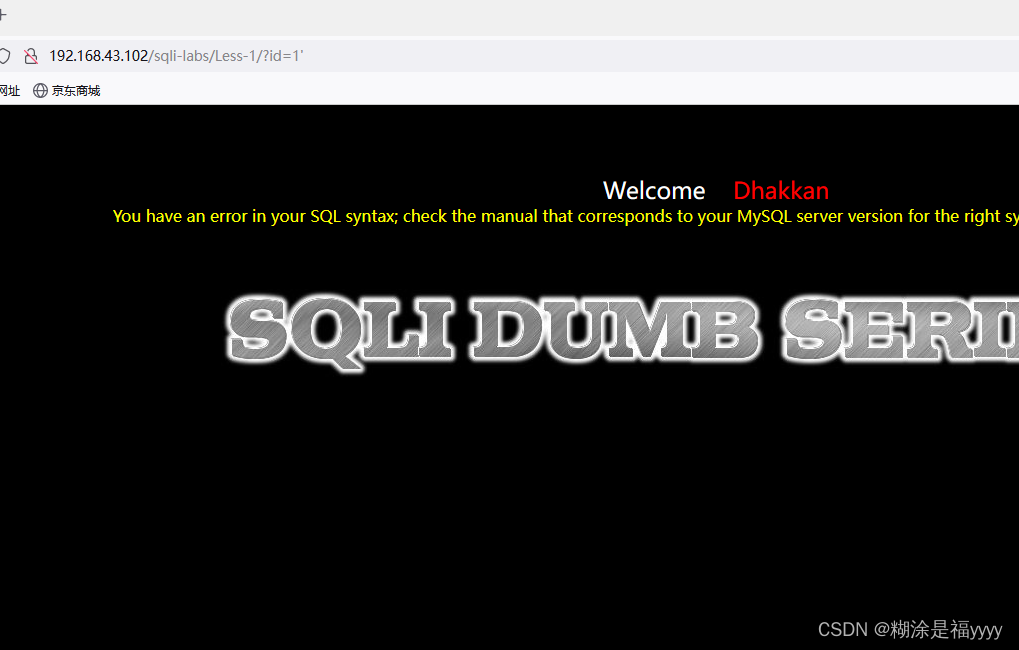 192.168.43.102/sqli-labs/Less-1/?id=1'
网址 京东商城
Welcome Dhakkan
You have an error in your SQL syntax; check the manual that corresponds to your MySQL server version for the right sy
SQLI DUMB SERI
CSDN @糊涂是福yyyy